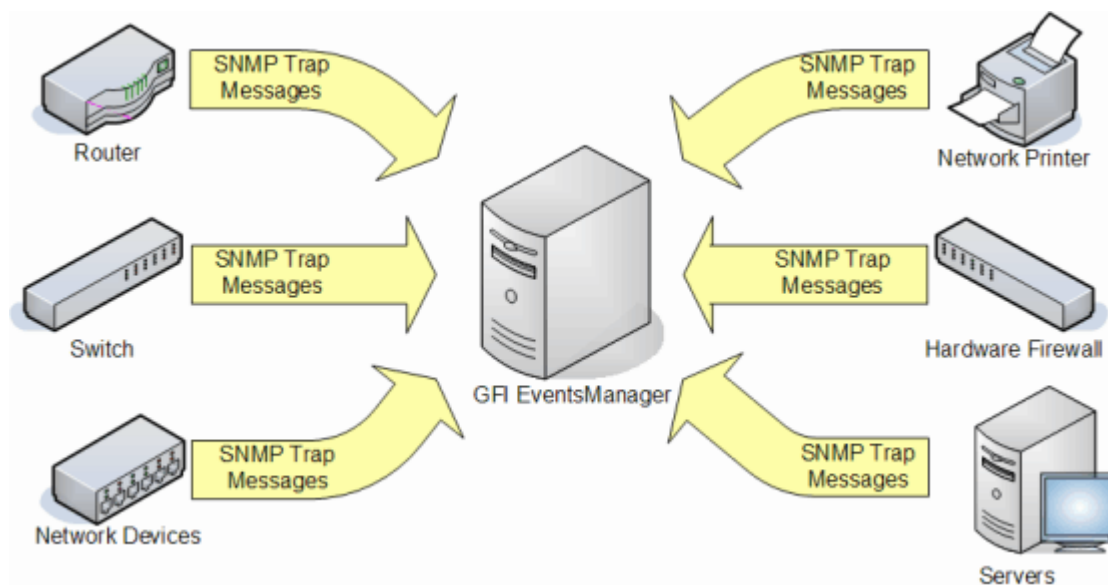 SNMP Trap
Messages
Router
SNMP Trap
Messages
Network Printer
SNMP Trap
Messages
Switch
SNMP Trap
Messages
Hardware Firewall
GFI EventsManager
SNMP Trap
Messages
Network Devices
SNMP Trap
Messages
Servers